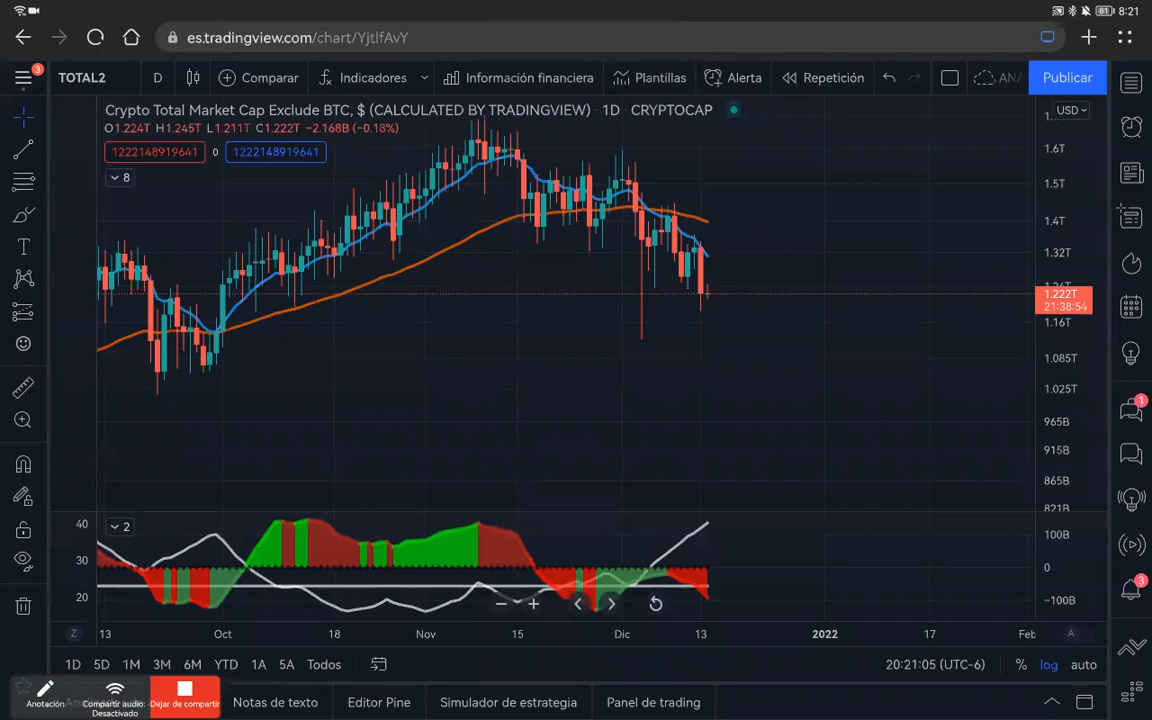 81 8:21
es.tradingview.com/chart/YjtlfAvY
3 TOTAL2 D Comparar Indicadores Información financiera Plantillas Alerta Repetición Publicar
Crypto Total Market Cap Exclude BTC, $ (CALCULATED BY TRADINGVIEW) · 1D · CRYPTOCAP
USD
O1.224T H1.245T L1.211T C1.222T −2.168B (−0.18%)
1222148919641 0 1222148919641
1.6T
8
1.5T
1.4T
1.32T
1.222T
21:38:54
1.16T
1.085T
1.025T
965B
915B
865B
821B
1
3
2
40 100B
30 0
20 −100B
Z 13 Oct 18 Nov 15 Dic 13 2022 17 Feb A
1D 5D 1M 3M 6M YTD 1A 5A Todos 20:21:05 (UTC-6) % log auto
Anotación Compartir audio: Desactivado Dejar de compartir Notas de texto Editor Pine Simulador de estrategia Panel de trading